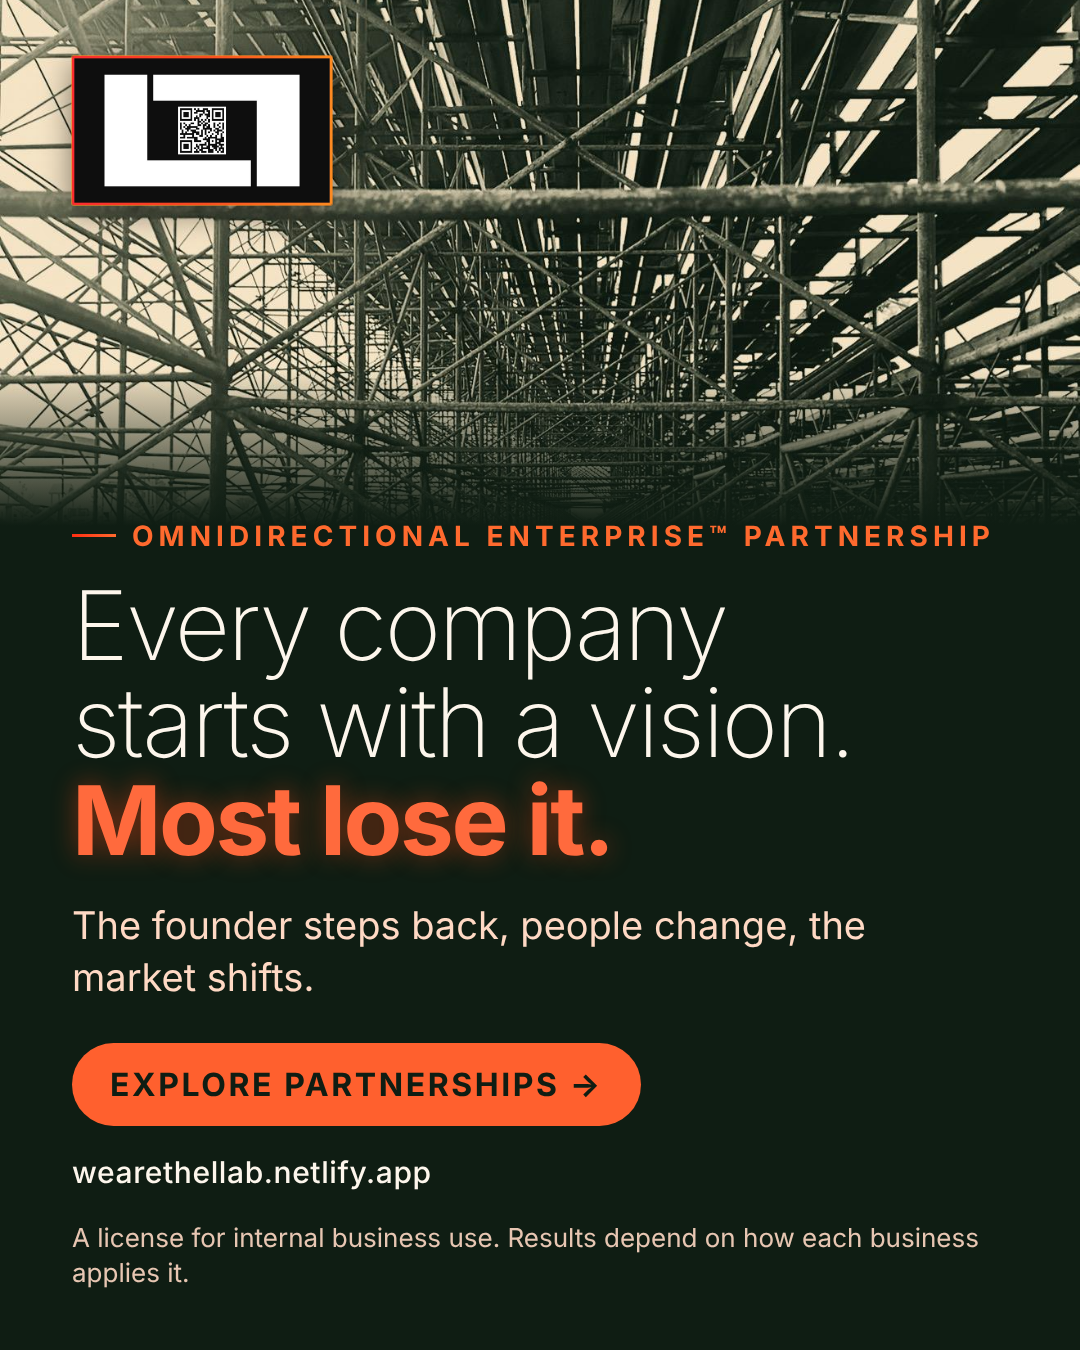 OMNIDIRECTIONAL ENTERPRISE™ PARTNERSHIP
Every company
starts with a vision.
Most lose it.
The founder steps back, people change, the
market shifts.
EXPLORE PARTNERSHIPS →
wearethellab.netlify.app
A license for internal business use. Results depend on how each business
applies it.